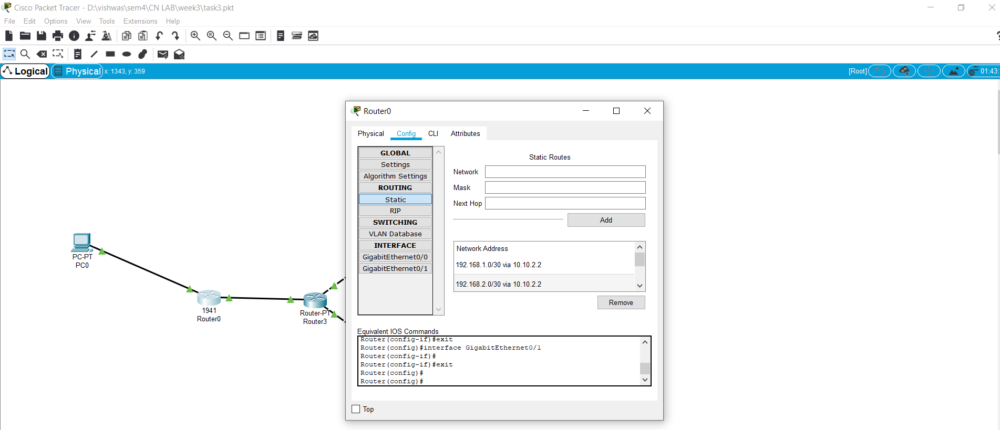 Cisco Packet Tracer - D:\vishwas\sem4\CN LAB\week3\task3.pkt
File Edit Options View Tools Extensions Help
Logical Physical x: 1343, y: 359 [Root] 01:43:
Router0
Physical Config CLI Attributes
GLOBAL
Settings
Algorithm Settings
ROUTING
Static
RIP
SWITCHING
VLAN Database
INTERFACE
GigabitEthernet0/0
GigabitEthernet0/1
Static Routes
Network
Mask
Next Hop
Add
Network Address
192.168.1.0/30 via 10.10.2.2
192.168.2.0/30 via 10.10.2.2
Remove
Equivalent IOS Commands
Router(config-if)#exit
Router(config)#interface GigabitEthernet0/1
Router(config-if)#
Router(config-if)#exit
Router(config)#
Router(config)#
Top
PC-PT
PC0
1941
Router0
Router-PT
Router3